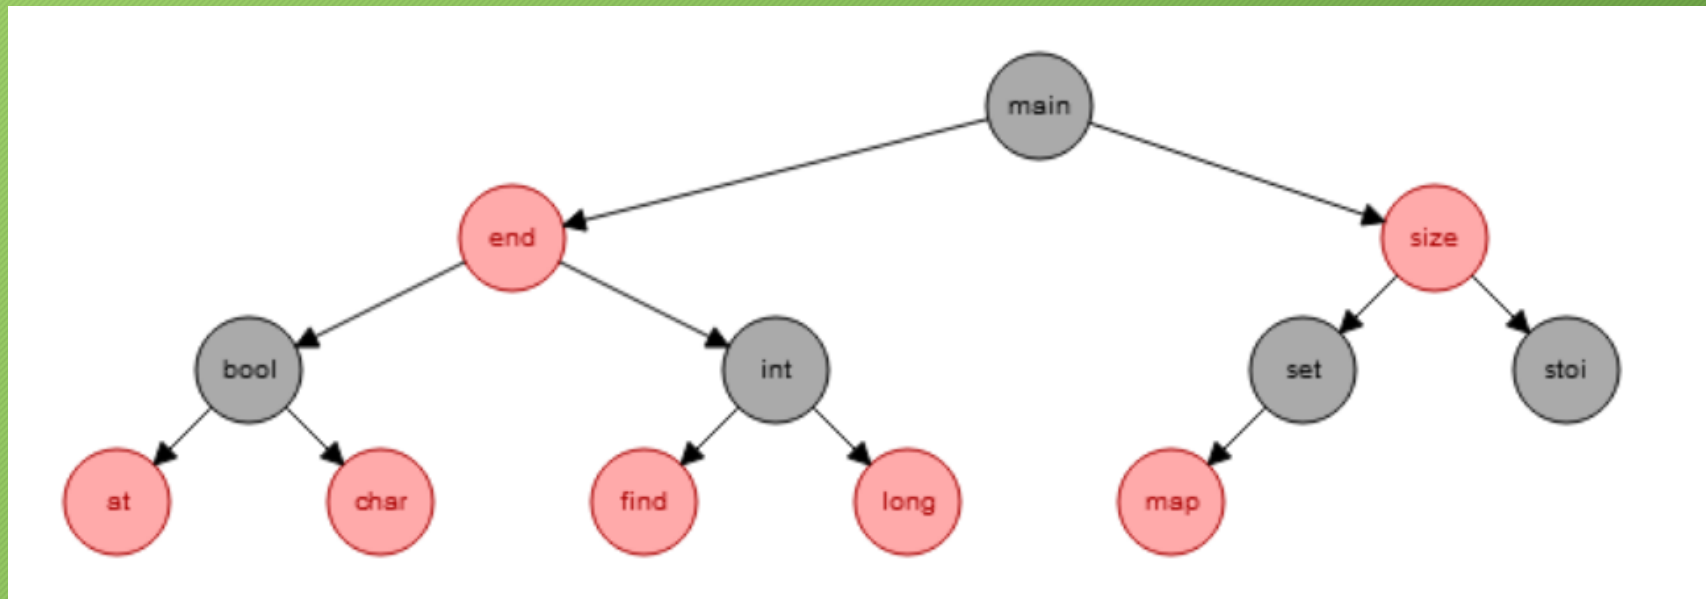 main
end
size
bool
int
set
stoi
at
char
find
long
map